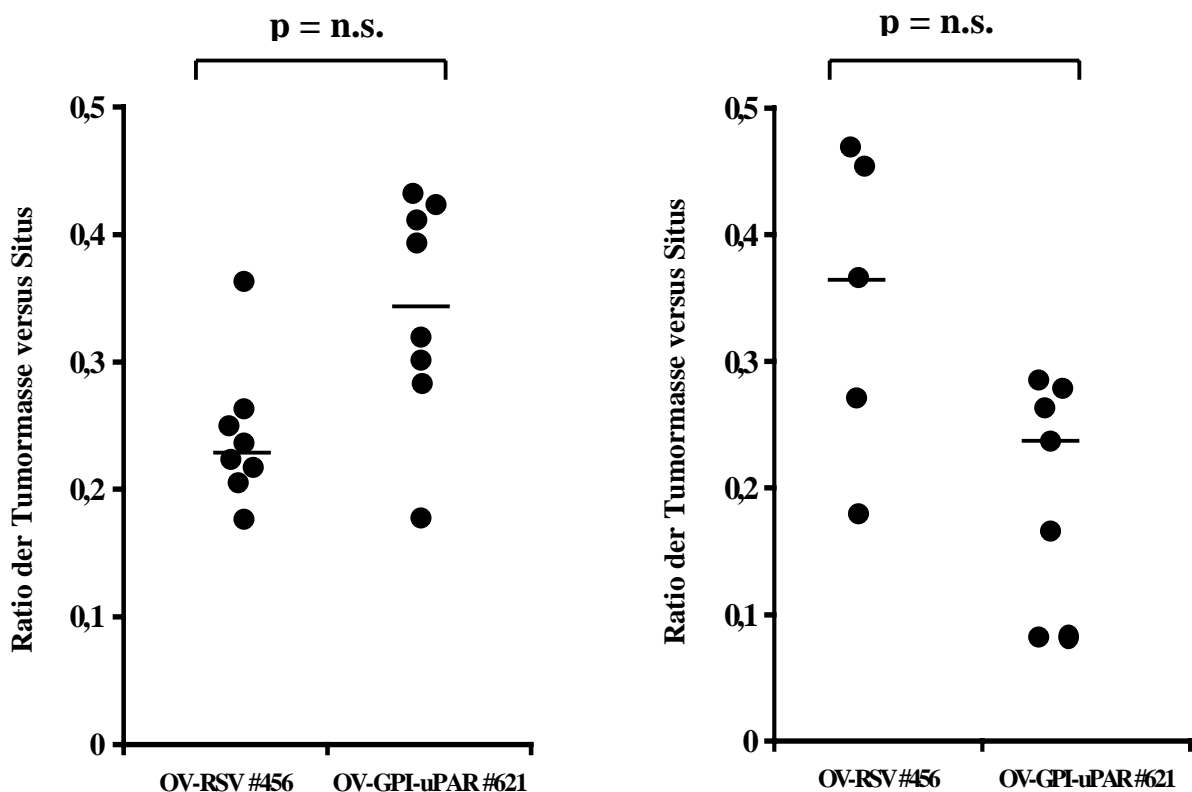 p = n.s.
Ratio der Tumormasse versus Situs
0,5
0,4
0,3
0,2
0,1
0
OV-RSV #456
OV-GPI-uPAR #621
p = n.s.
Ratio der Tumormasse versus Situs
0,5
0,4
0,3
0,2
0,1
0
OV-RSV #456
OV-GPI-uPAR #621